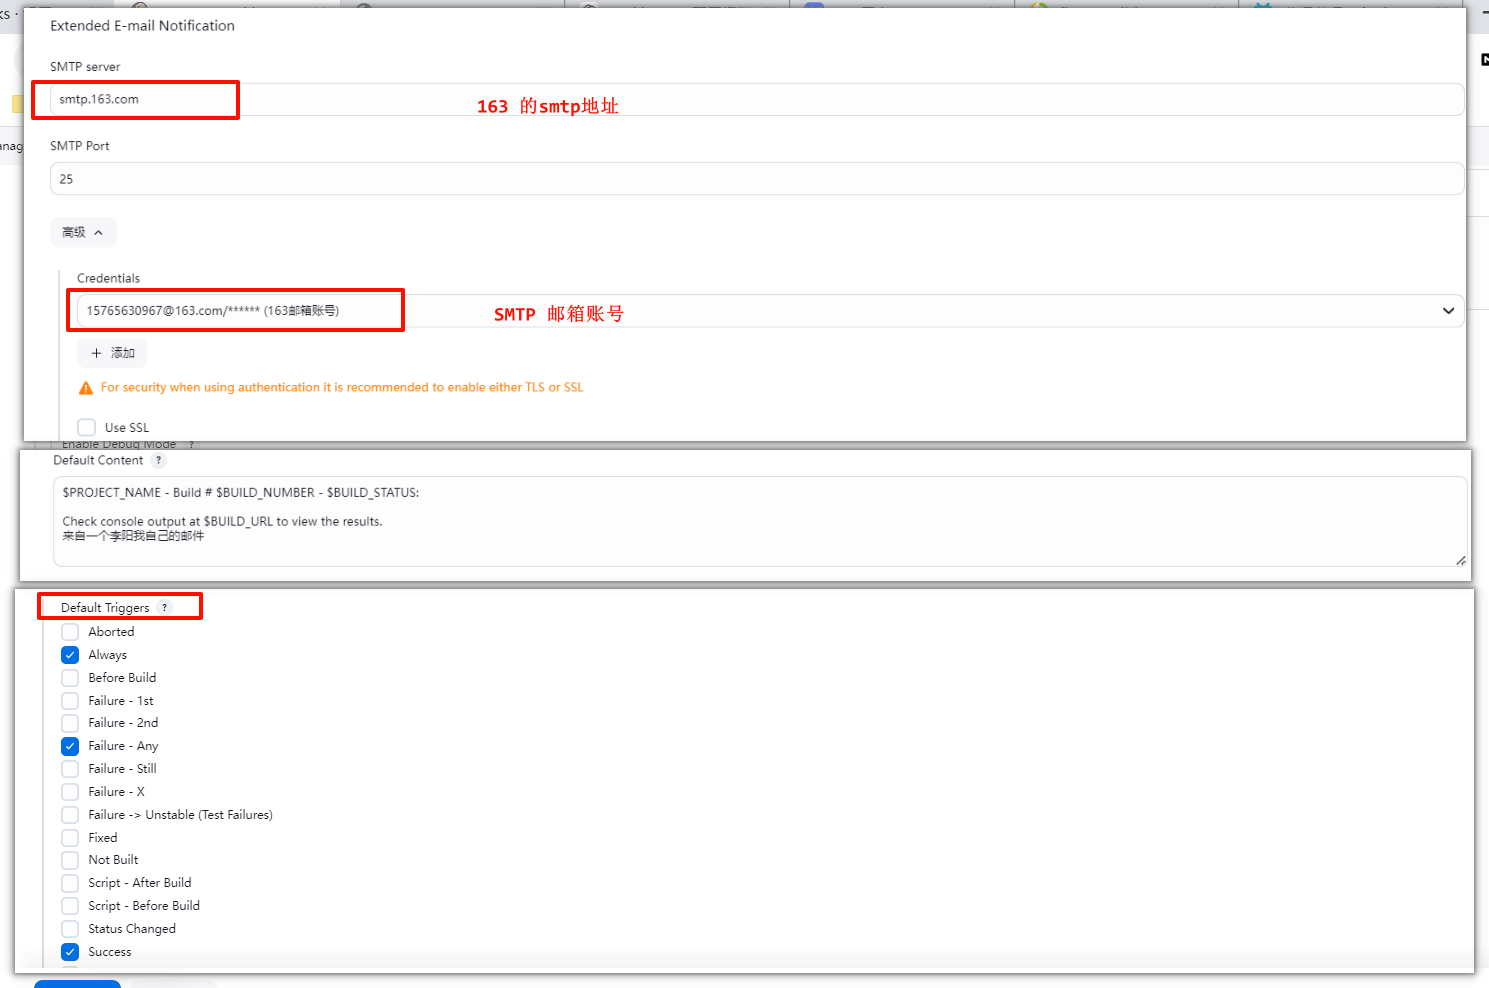 Extended E-mail Notification
SMTP server
smtp.163.com
163 的smtp地址
SMTP Port
25
高级
Credentials
15765630967@163.com/****** (163邮箱账号)
SMTP 邮箱账号
添加
For security when using authentication it is recommended to enable either TLS or SSL
Use SSL
Enable Debug Mode ?
Default Content ?
$PROJECT_NAME - Build # $BUILD_NUMBER - $BUILD_STATUS:
Check console output at $BUILD_URL to view the results.
来自一个李阳我自己的邮件
Default Triggers ?
Aborted
Always
Before Build
Failure - 1st
Failure - 2nd
Failure - Any
Failure - Still
Failure - X
Failure -> Unstable (Test Failures)
Fixed
Not Built
Script - After Build
Script - Before Build
Status Changed
Success